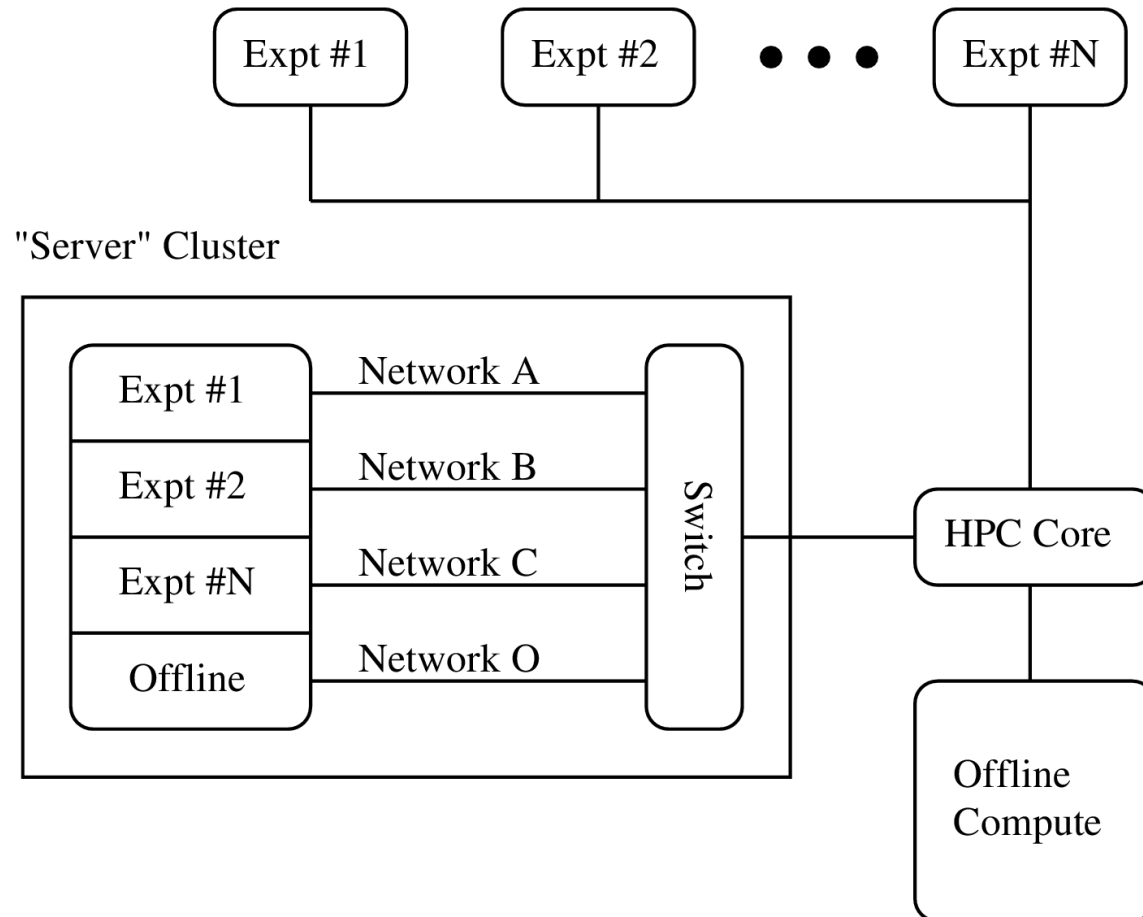 Expt #1
Expt #2
Expt #N
"Server" Cluster
Expt #1
Network A
Expt #2
Network B
Expt #N
Network C
Offline
Network O
Switch
HPC Core
Offline
Compute